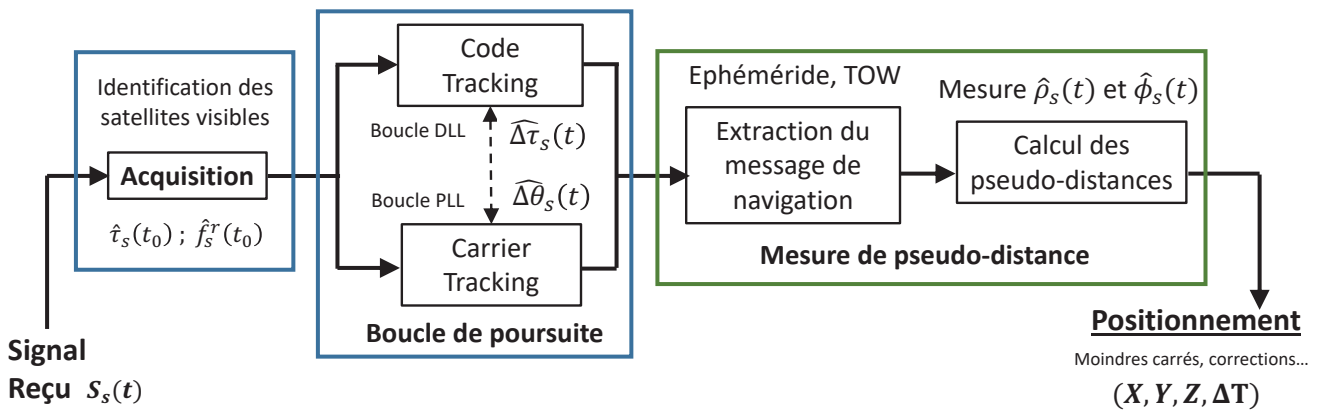 Identification des
satellites visibles
Acquisition
τ̂ₛ(t₀) ; f̂ₛʳ(t₀)
Signal
Reçu Sₛ(t)
Code
Tracking
Boucle DLL
Δτ̂ₛ(t)
Boucle PLL
Δθ̂ₛ(t)
Carrier
Tracking
Boucle de poursuite
Ephéméride, TOW
Extraction du
message de
navigation
Mesure ρ̂ₛ(t) et ϕ̂ₛ(t)
Calcul des
pseudo-distances
Mesure de pseudo-distance
Positionnement
Moindres carrés, corrections…
(X, Y, Z, ΔT)